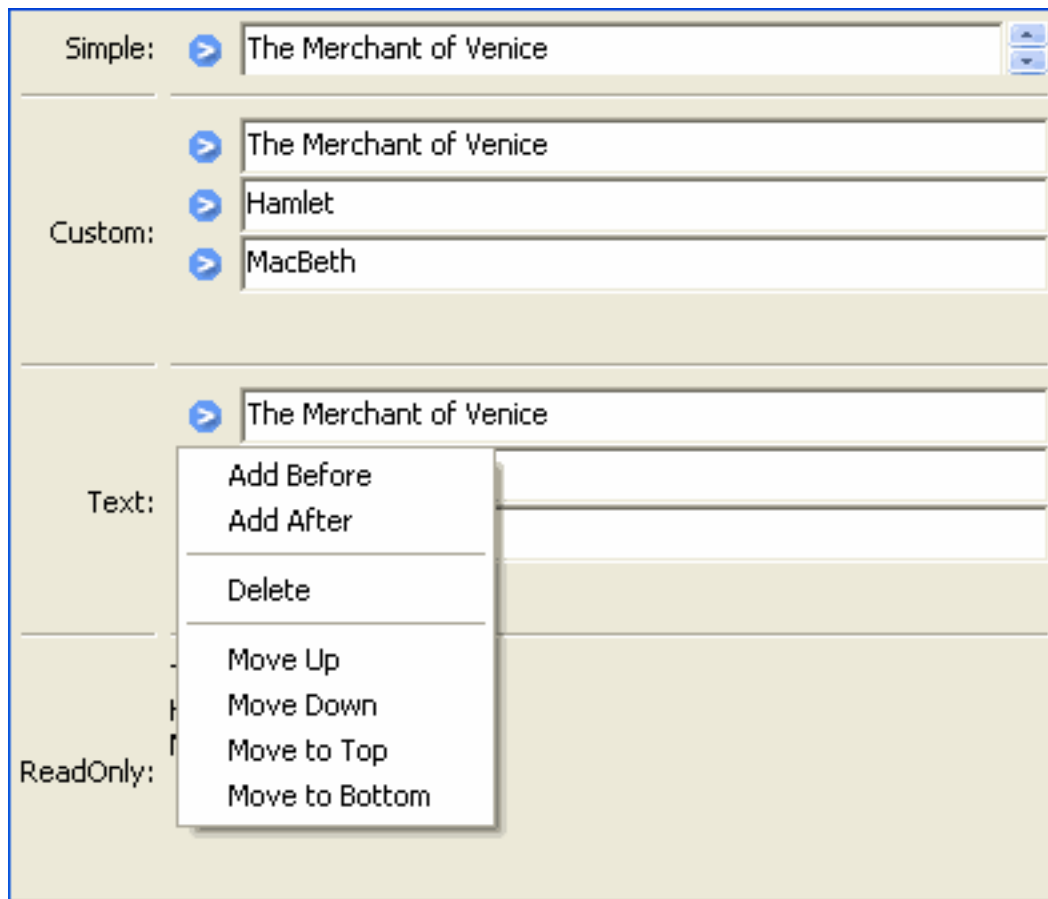 Simple: The Merchant of Venice
Custom:
The Merchant of Venice
Hamlet
MacBeth
Text:
The Merchant of Venice
Add Before
Add After
Delete
Move Up
Move Down
Move to Top
Move to Bottom
ReadOnly: